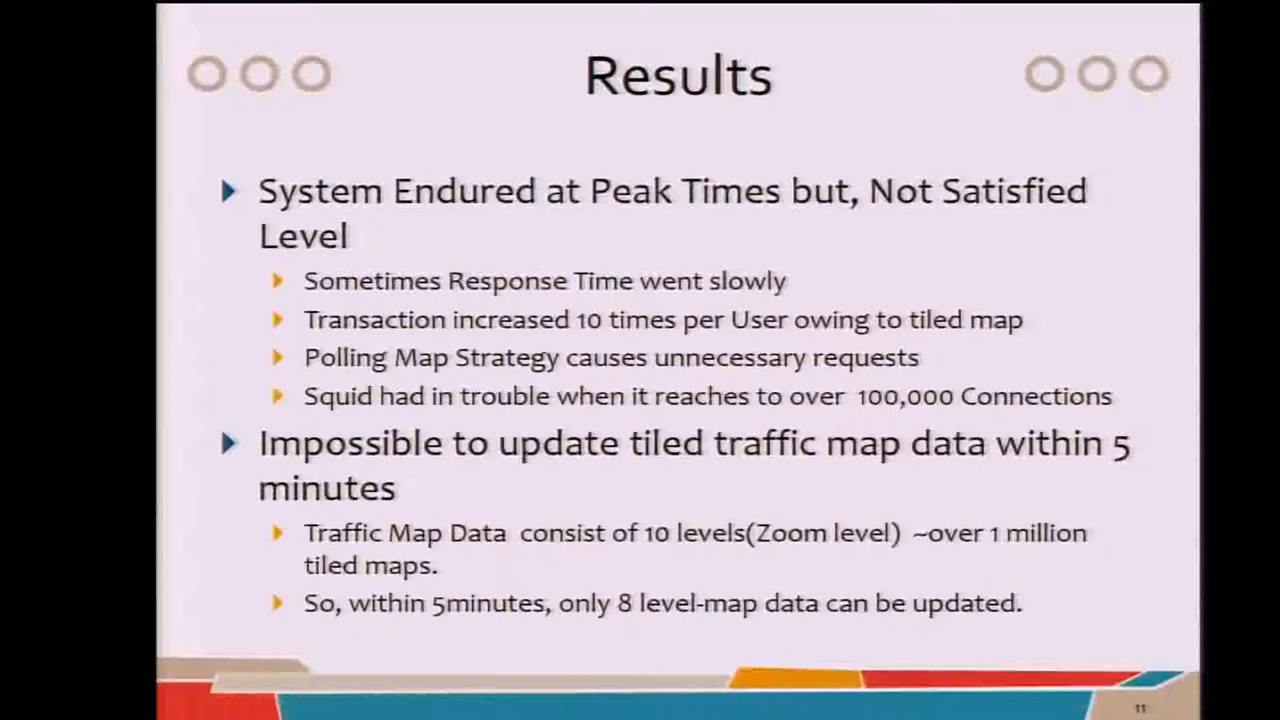 Results
System Endured at Peak Times but, Not Satisfied
Level
Sometimes Response Time went slowly
Transaction increased 10 times per User owing to tiled map
Polling Map Strategy causes unnecessary requests
Squid had in trouble when it reaches to over 100,000 Connections
Impossible to update tiled traffic map data within 5
minutes
Traffic Map Data consist of 10 levels(Zoom level) ~over 1 million
tiled maps.
So, within 5minutes, only 8 level-map data can be updated.
11